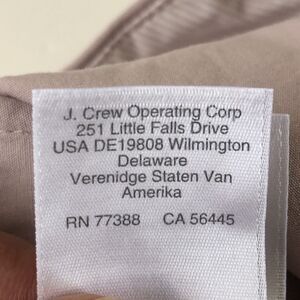 J. Crew Operating Corp
251 Little Falls Drive
USA DE19808 Wilmington
Delaware
Verenidge Staten Van
Amerika
RN 77388 CA 56445